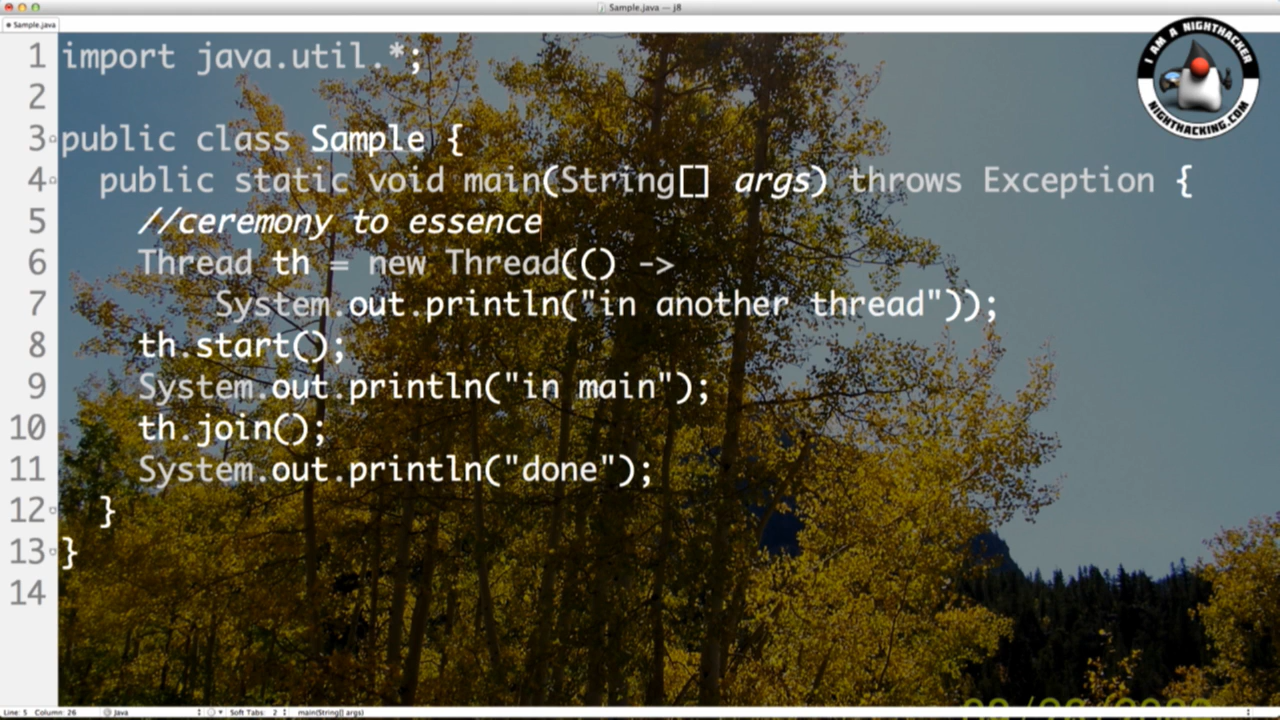 Sample.java — j8
Sample.java
I AM A NIGHTHACKER
NIGHTHACKING.COM
1 import java.util.*;
2
3 public class Sample {
4 public static void main(String[] args) throws Exception {
5 //ceremony to essence
6 Thread th = new Thread(() ->
7 System.out.println("in another thread"));
8 th.start();
9 System.out.println("in main");
10 th.join();
11 System.out.println("done");
12 }
13 }
14
Line: 5 Column: 26 Java Soft Tabs: 2 main(String[] args)